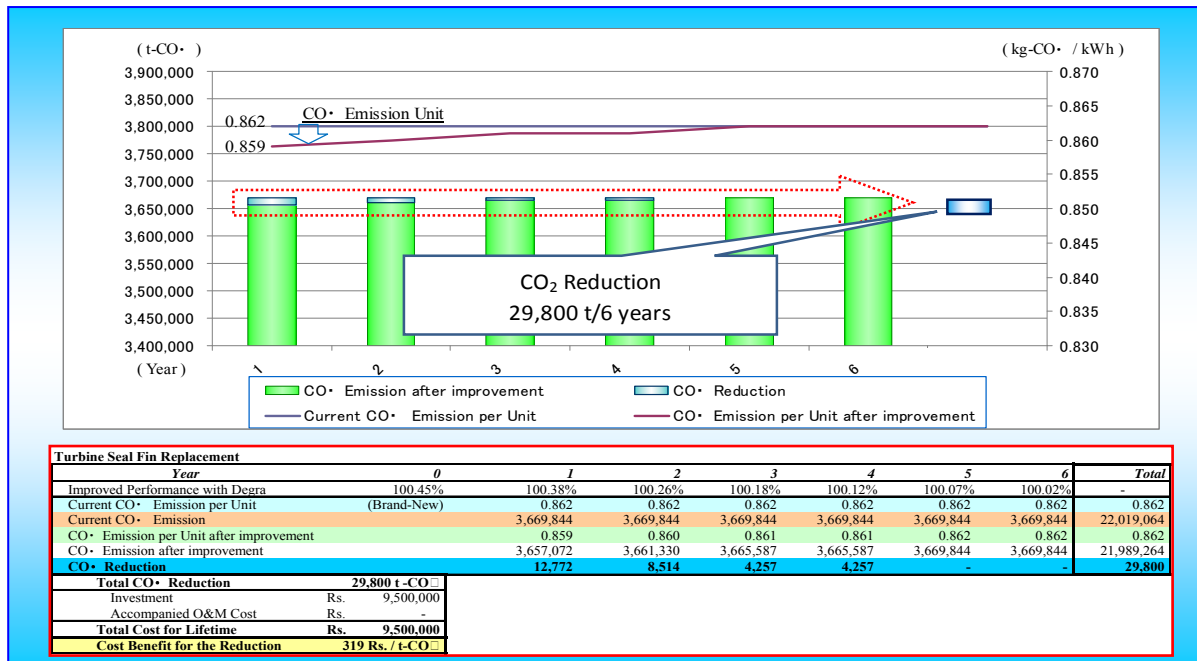 ( t-CO・ )
( kg-CO・ / kWh )
3,900,000
3,850,000
3,800,000
3,750,000
3,700,000
3,650,000
3,600,000
3,550,000
3,500,000
3,450,000
3,400,000
0.870
0.865
0.860
0.855
0.850
0.845
0.840
0.835
0.830
0.862
CO・ Emission Unit
0.859
CO₂ Reduction
29,800 t/6 years
( Year ) 1 2 3 4 5 6
CO・ Emission after improvement CO・ Reduction
Current CO・ Emission per Unit CO・ Emission per Unit after improvement
Turbine Seal Fin Replacement
Year 0 1 2 3 4 5 6 Total
Improved Performance with Degra 100.45% 100.38% 100.26% 100.18% 100.12% 100.07% 100.02% -
Current CO・ Emission per Unit (Brand-New) 0.862 0.862 0.862 0.862 0.862 0.862 0.862
Current CO・ Emission 3,669,844 3,669,844 3,669,844 3,669,844 3,669,844 3,669,844 22,019,064
CO・ Emission per Unit after improvement 0.859 0.860 0.861 0.861 0.862 0.862 0.862
CO・ Emission after improvement 3,657,072 3,661,330 3,665,587 3,665,587 3,669,844 3,669,844 21,989,264
CO・ Reduction 12,772 8,514 4,257 4,257 - - 29,800
Total CO・ Reduction 29,800 t -CO□
Investment Rs. 9,500,000
Accompanied O&M Cost Rs. -
Total Cost for Lifetime Rs. 9,500,000
Cost Benefit for the Reduction 319 Rs. / t-CO□